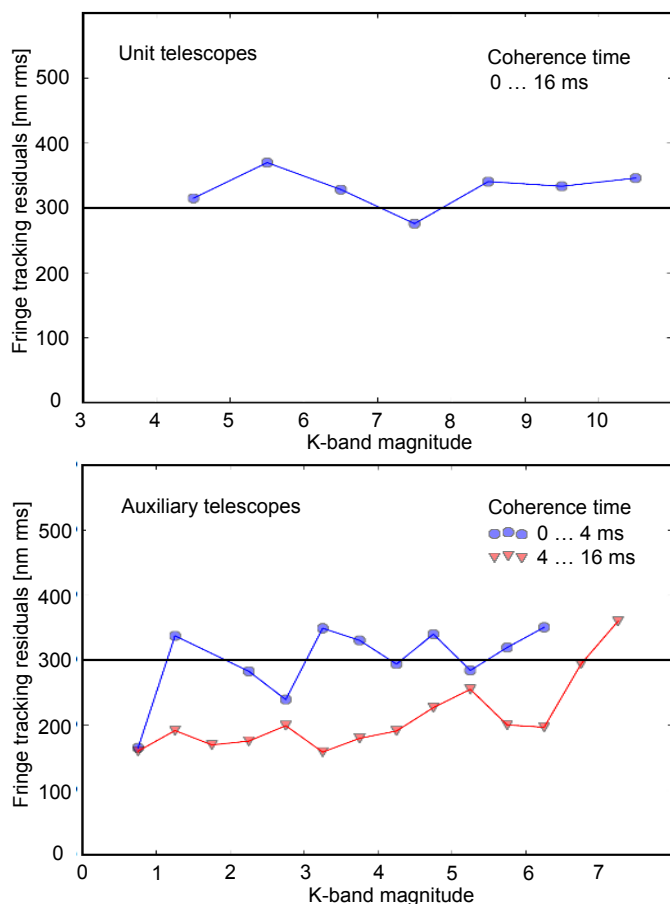 Unit telescopes
Coherence time
0 … 16 ms
Fringe tracking residuals [nm rms]
500
400
300
200
100
0
3 4 5 6 7 8 9 10
K-band magnitude
Auxiliary telescopes
Coherence time
0 … 4 ms
4 … 16 ms
Fringe tracking residuals [nm rms]
500
400
300
200
100
0
0 1 2 3 4 5 6 7
K-band magnitude